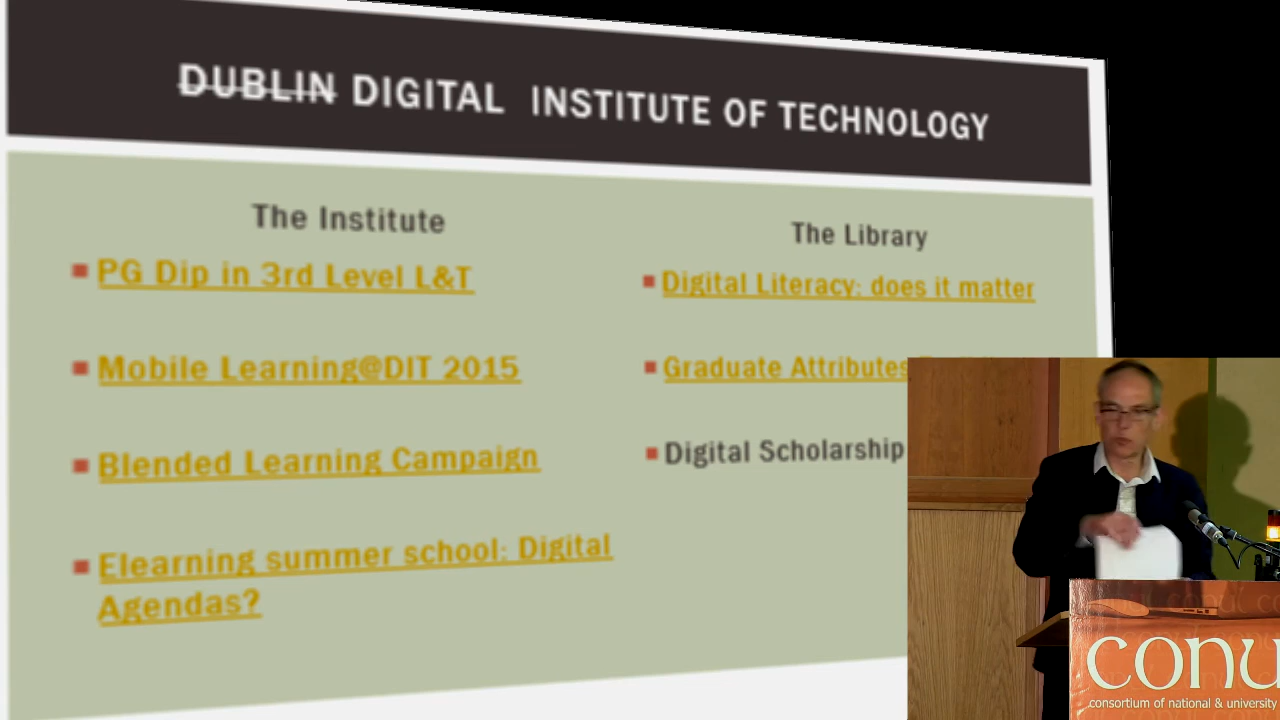 DUBLIN DIGITAL INSTITUTE OF TECHNOLOGY
The Institute
PG Dip in 3rd Level L&T
Mobile Learning@DIT 2015
Blended Learning Campaign
Elearning summer school: Digital
Agendas?
The Library
Digital Literacy: does it matter
Graduate Attributes
Digital Scholarship
conu
consortium of national & university